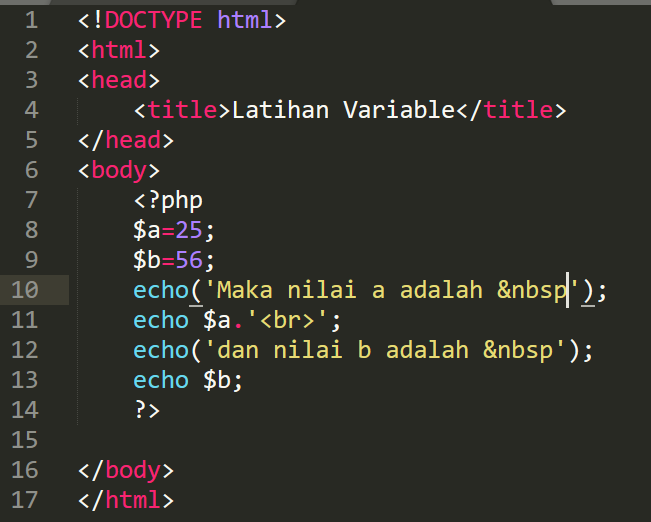 1 <!DOCTYPE html>
2 <html>
3 <head>
4     <title>Latihan Variable</title>
5 </head>
6 <body>
7     <?php
8     $a=25;
9     $b=56;
10     echo('Maka nilai a adalah &nbsp');
11     echo $a.'<br>';
12     echo('dan nilai b adalah &nbsp');
13     echo $b;
14     ?>
15
16 </body>
17 </html>